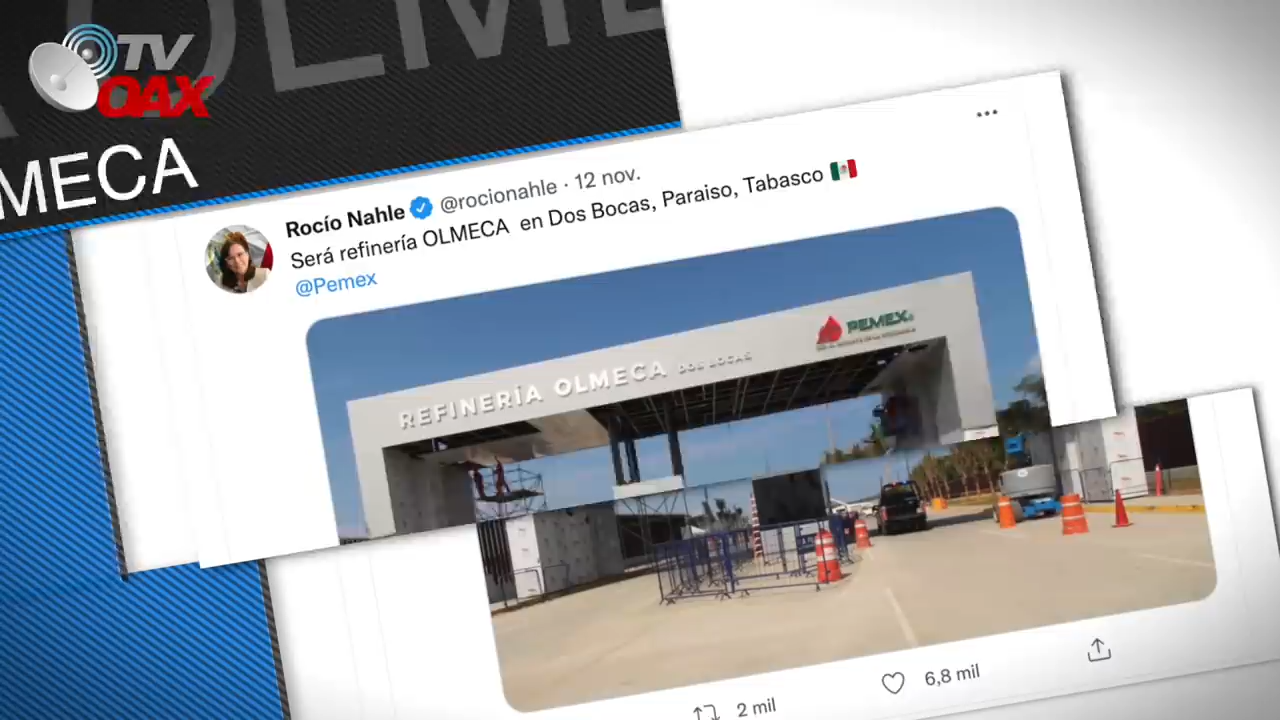 OLME
TV
OAX
MECA
Rocío Nahle @rocionahle · 12 nov.
Será refinería OLMECA en Dos Bocas, Paraiso, Tabasco
@Pemex
REFINERÍA OLMECA DOS BOCAS
PEMEX
2 mil
6,8 mil